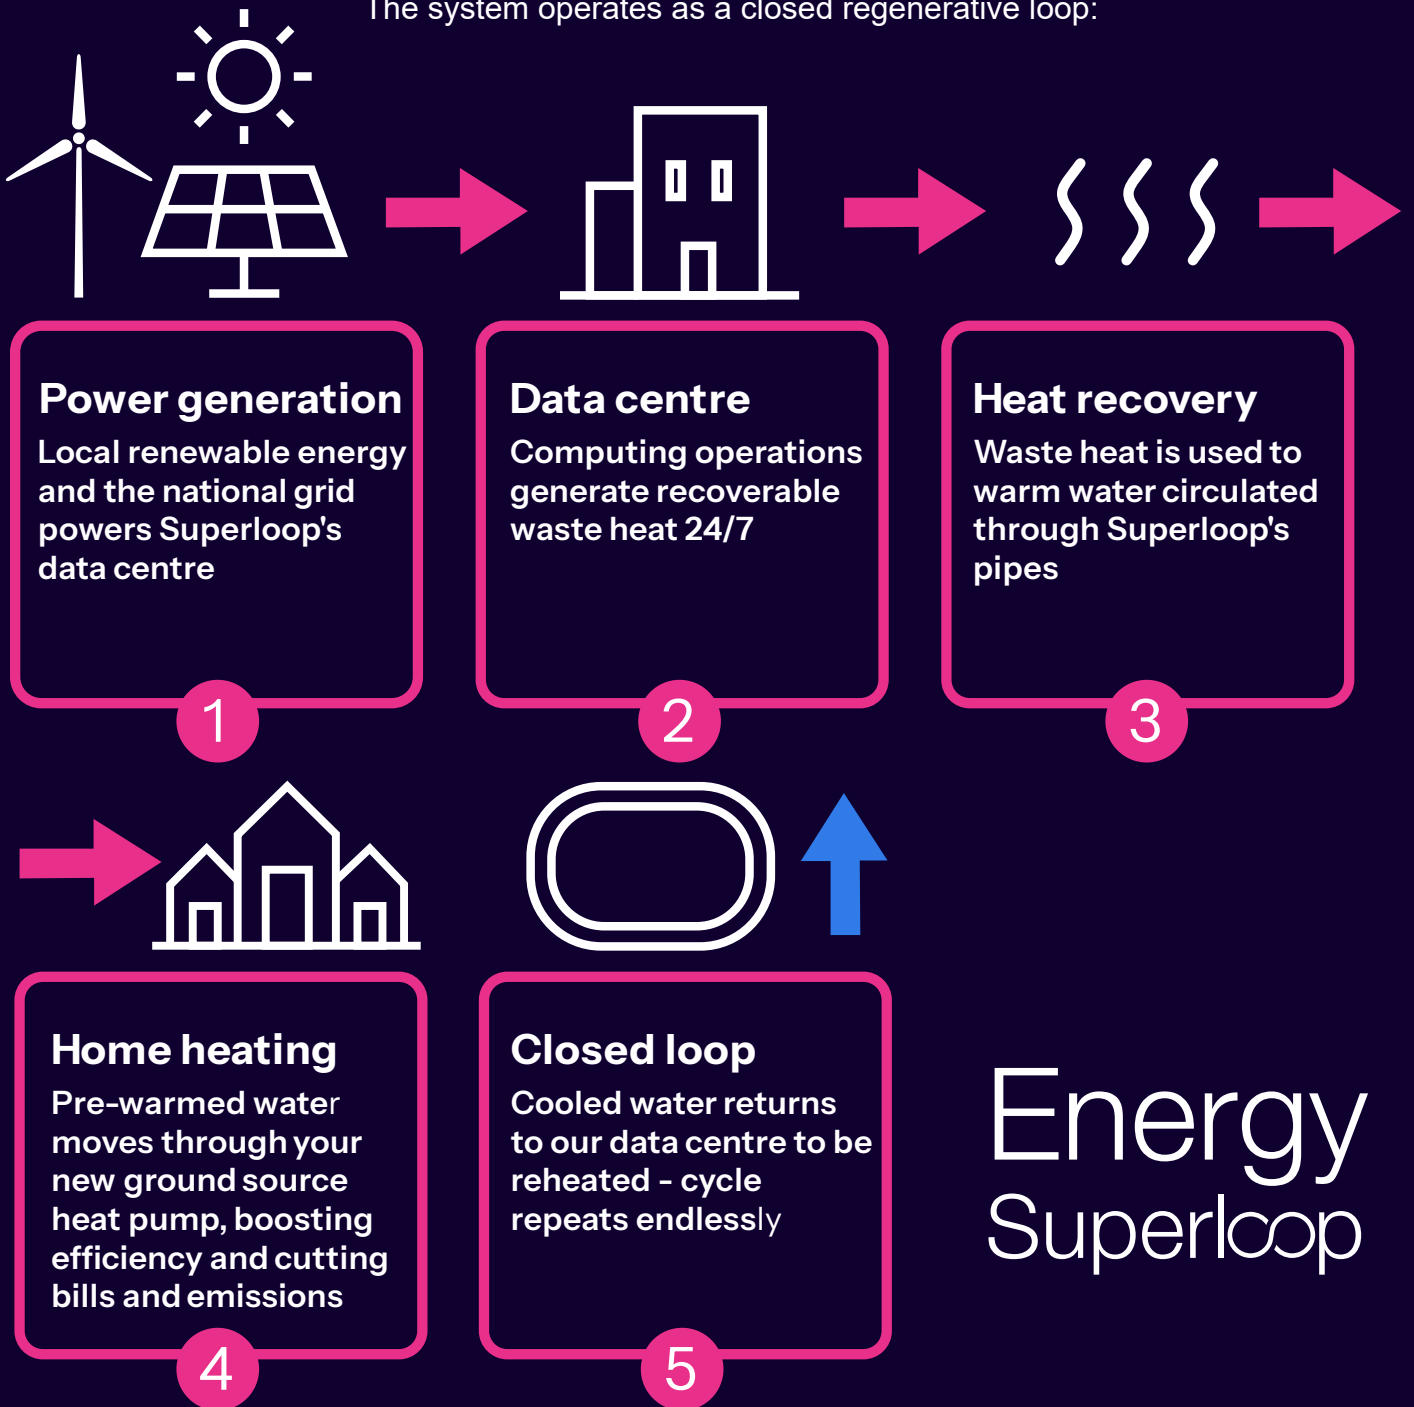 The system operates as a closed regenerative loop:
Power generation
Local renewable energy
and the national grid
powers Superloop's
data centre
1
Data centre
Computing operations
generate recoverable
waste heat 24/7
2
Heat recovery
Waste heat is used to
warm water circulated
through Superloop's
pipes
3
Home heating
Pre-warmed water
moves through your
new ground source
heat pump, boosting
efficiency and cutting
bills and emissions
4
Closed loop
Cooled water returns
to our data centre to be
reheated - cycle
repeats endlessly
5
Energy
Superloop